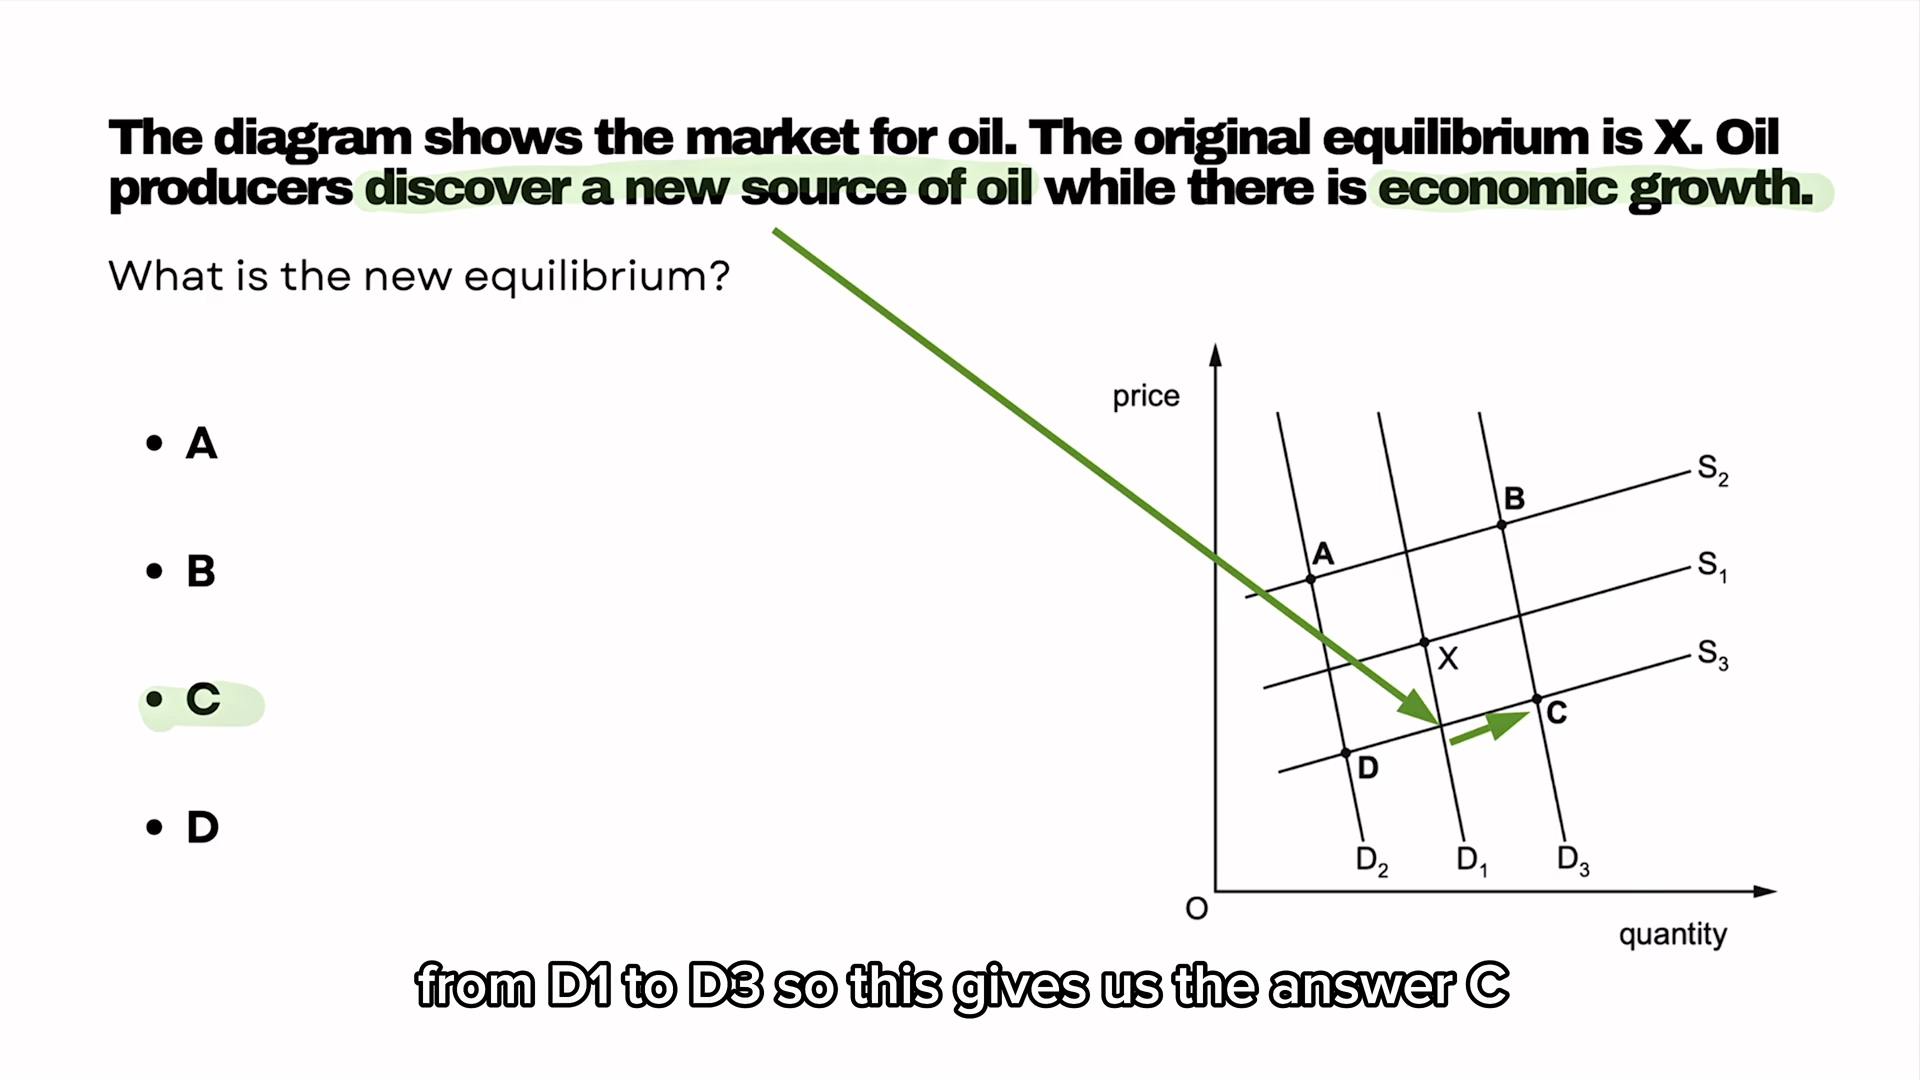 The diagram shows the market for oil. The original equilibrium is X. Oil
producers discover a new source of oil while there is economic growth.
What is the new equilibrium?
• A
• B
• C
• D
price
S₂
B
A
S₁
X
S₃
C
D
D₂ D₁ D₃
O
quantity
from D1 to D3 so this gives us the answer C